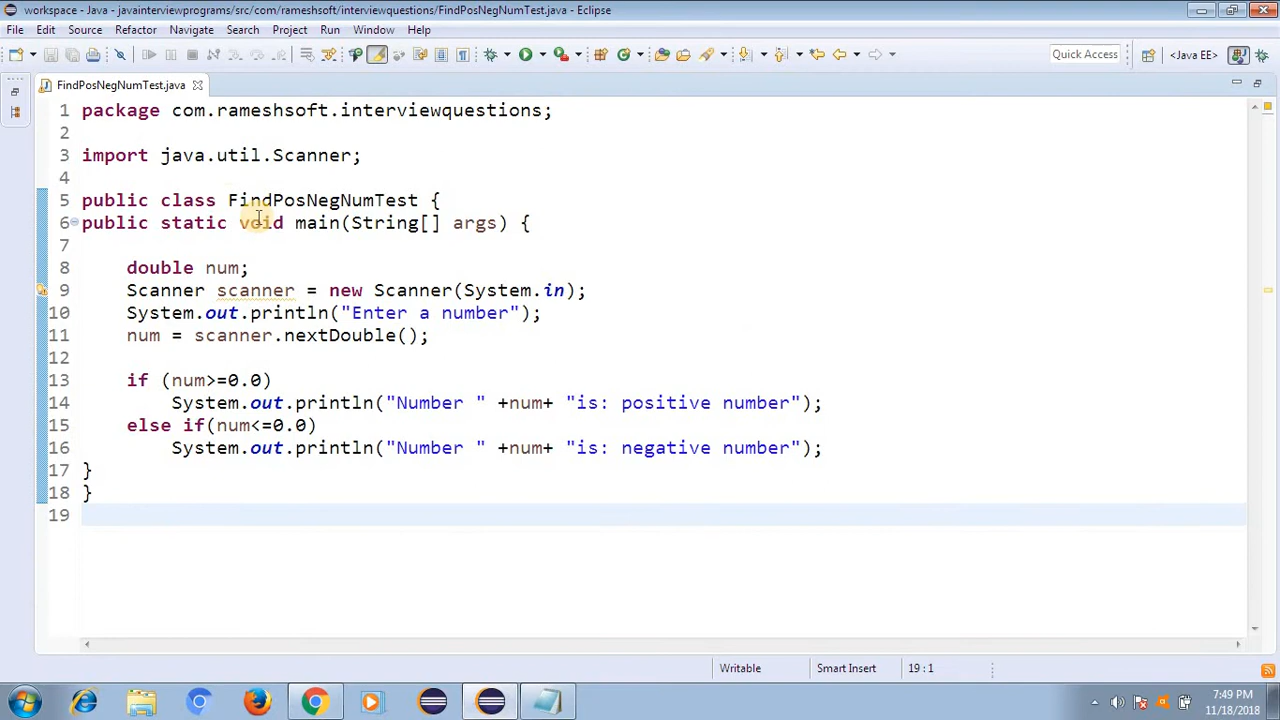 workspace - Java - javainterviewprograms/src/com/rameshsoft/interviewquestions/FindPosNegNumTest.java - Eclipse
File Edit Source Refactor Navigate Search Project Run Window Help
Quick Access
<Java EE>
FindPosNegNumTest.java
1 package com.rameshsoft.interviewquestions;
2
3 import java.util.Scanner;
4
5 public class FindPosNegNumTest {
6 public static void main(String[] args) {
7
8 double num;
9 Scanner scanner = new Scanner(System.in);
10 System.out.println("Enter a number");
11 num = scanner.nextDouble();
12
13 if (num>=0.0)
14 System.out.println("Number " +num+ "is: positive number");
15 else if(num<=0.0)
16 System.out.println("Number " +num+ "is: negative number");
17 }
18 }
19
Writable Smart Insert 19 : 1
7:49 PM
11/18/2018